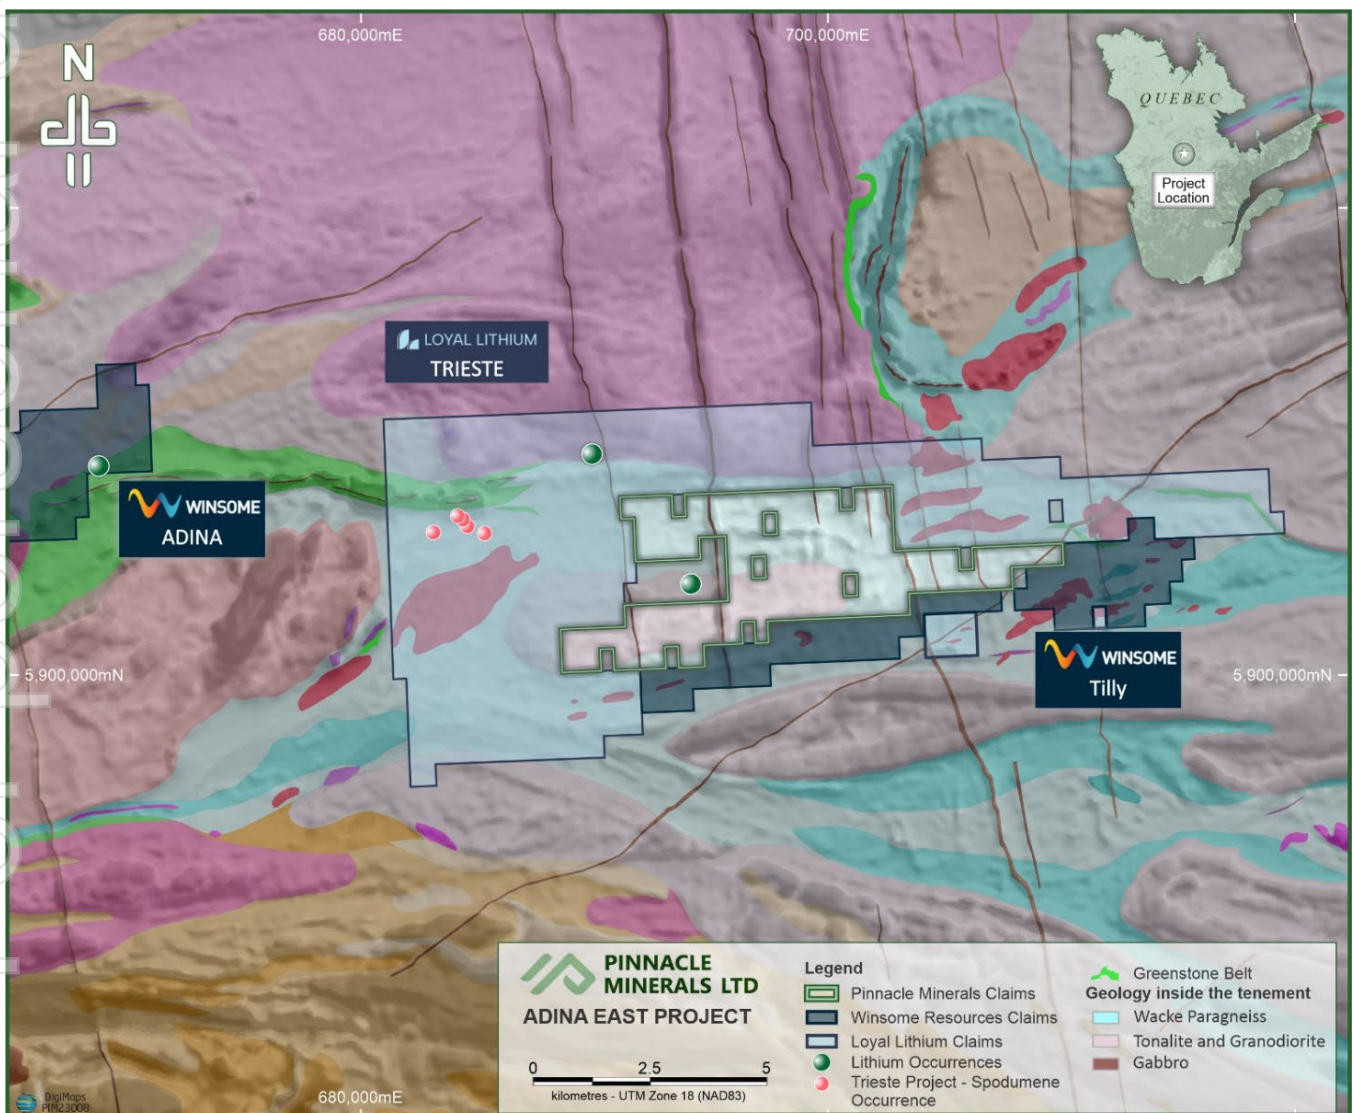 680,000mE
700,000mE
N
QUEBEC
Project
Location
LOYAL LITHIUM
TRIESTE
WINSOME
ADINA
5,900,000mN
5,900,000mN
WINSOME
Tilly
PINNACLE
MINERALS LTD
ADINA EAST PROJECT
0 2.5 5
kilometres - UTM Zone 18 (NAD83)
Legend
Pinnacle Minerals Claims
Winsome Resources Claims
Loyal Lithium Claims
Lithium Occurrences
Trieste Project - Spodumene
Occurrence
Greenstone Belt
Geology inside the tenement
Wacke Paragneiss
Tonalite and Granodiorite
Gabbro
680,000mE
DigiMaps
PIM23008